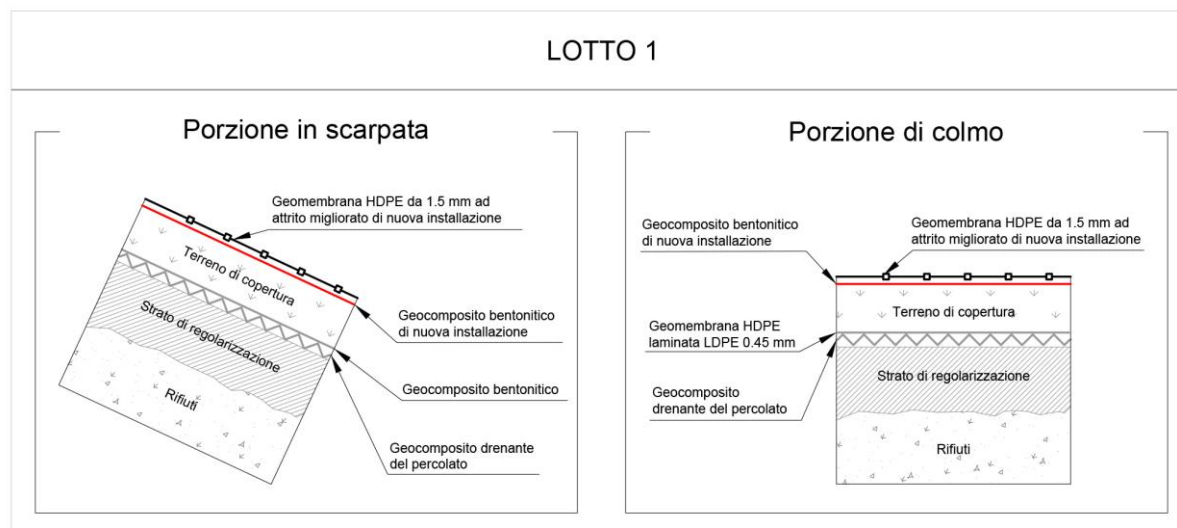 LOTTO 1
Porzione in scarpata
Geomembrana HDPE da 1.5 mm ad
attrito migliorato di nuova installazione
Terreno di copertura
Strato di regolarizzazione
Rifiuti
Geocomposito bentonitico
di nuova installazione
Geocomposito bentonitico
Geocomposito drenante
del percolato
Porzione di colmo
Geocomposito bentonitico
di nuova installazione
Geomembrana HDPE da 1.5 mm ad
attrito migliorato di nuova installazione
Terreno di copertura
Geomembrana HDPE
laminata LDPE 0.45 mm
Strato di regolarizzazione
Geocomposito
drenante del percolato
Rifiuti